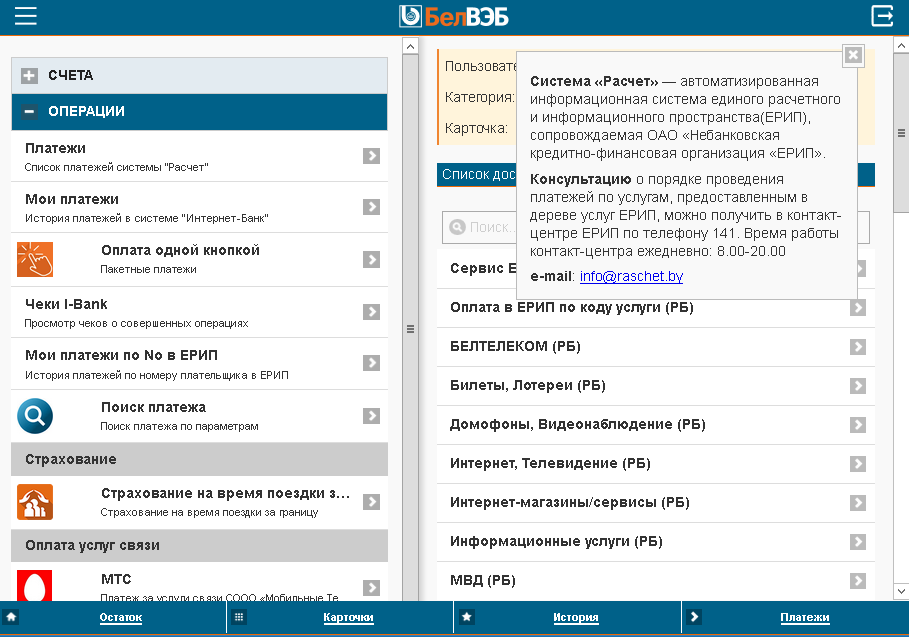 БелВЭБ
СЧЕТА
ОПЕРАЦИИ
Платежи
Список платежей системы "Расчет"
Мои платежи
История платежей в системе "Интернет-Банк"
Оплата одной кнопкой
Пакетные платежи
Чеки I-Bank
Просмотр чеков о совершенных операциях
Мои платежи по No в ЕРИП
История платежей по номеру плательщика в ЕРИП
Поиск платежа
Поиск платежа по параметрам
Страхование
Страхование на время поездки з...
Страхование на время поездки за границу
Оплата услуг связи
МТС
Платеж за услуги связи СООО «Мобильные Те
Пользовате
Категория:
Карточка:
Список дос
Поиск..
Система «Расчет» — автоматизированная
информационная система единого расчетного
и информационного пространства(ЕРИП),
сопровождаемая ОАО «Небанковская
кредитно-финансовая организация «ЕРИП».
Консультацию о порядке проведения
платежей по услугам, предоставленным в
дереве услуг ЕРИП, можно получить в контакт-
центре ЕРИП по телефону 141. Время работы
контакт-центра ежедневно: 8.00-20.00
e-mail: info@raschet.by
Сервис E
Оплата в ЕРИП по коду услуги (РБ)
БЕЛТЕЛЕКОМ (РБ)
Билеты, Лотереи (РБ)
Домофоны, Видеонаблюдение (РБ)
Интернет, Телевидение (РБ)
Интернет-магазины/сервисы (РБ)
Информационные услуги (РБ)
МВД (РБ)
Остаток
Карточки
История
Платежи